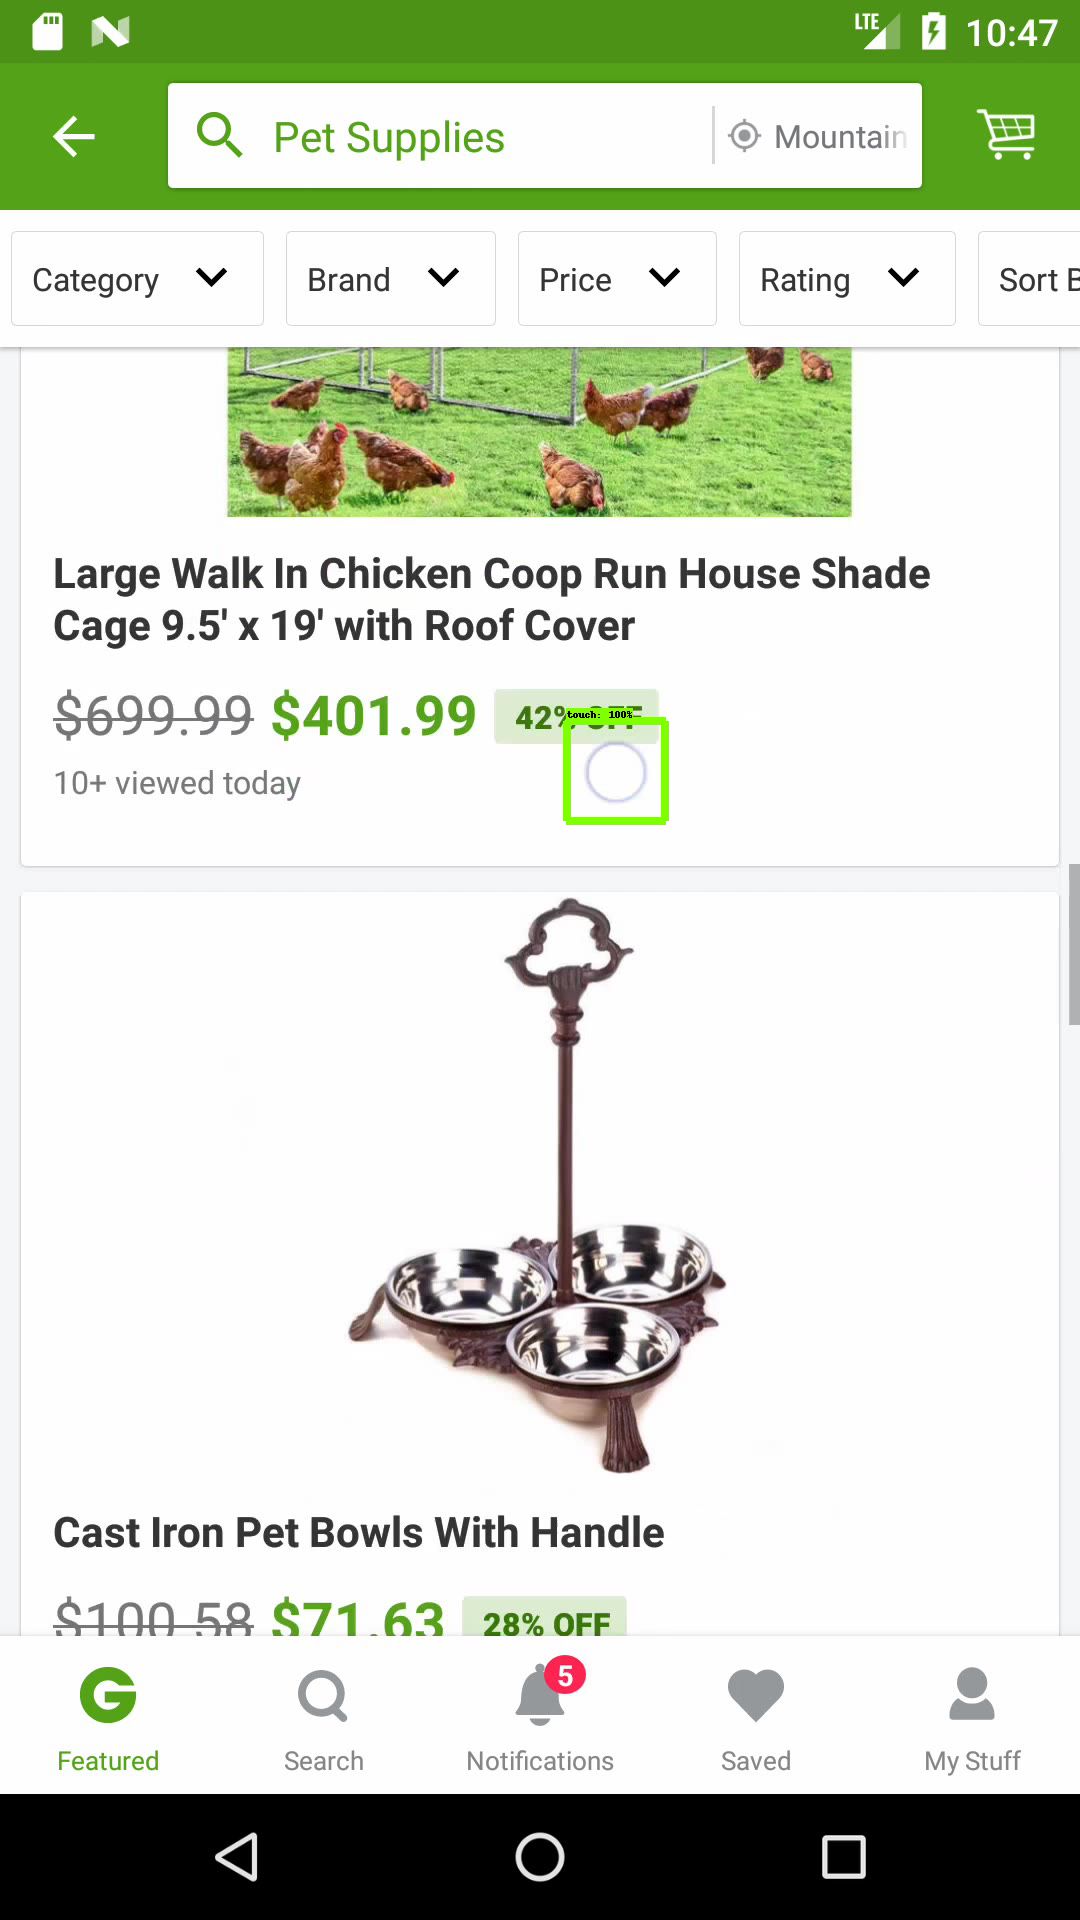 LTE 10:47
Pet Supplies Mountain
Category Brand Price Rating Sort B
Large Walk In Chicken Coop Run House Shade
Cage 9.5' x 19' with Roof Cover
$699.99 $401.99 42% OFF
touch: 100%
10+ viewed today
Cast Iron Pet Bowls With Handle
$100.58 $71.63 28% OFF
5
Featured Search Notifications Saved My Stuff